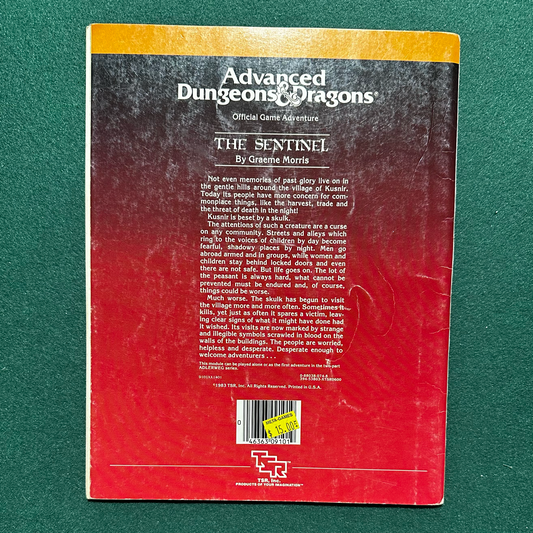 Advanced
Dungeons & Dragons®
Official Game Adventure
THE SENTINEL
By Graeme Morris
Not even memories of past glory live on in
the gentle hills around the village of Kusnir.
Today its people have more concern for com-
monplace things, like the harvest, trade and
the threat of death in the night!
Kusnir is beset by a skulk.
The attentions of such a creature are a curse
on any community. Streets and alleys which
ring to the voices of children by day become
fearful, shadowy places by night. Men go
abroad armed and in groups, while women and
children stay behind locked doors and even
there are not safe. But life goes on. The lot of
the peasant is always hard, what cannot be
prevented must be endured and, of course,
things could be worse.
Much worse. The skulk has begun to visit
the village more and more often. Sometimes it
kills, yet just as often it spares a victim, leav-
ing clear signs of what it might have done had
it wished. Its visits are now marked by strange
and illegible symbols scrawled in blood on the
walls of the buildings. The people are worried,
helpless and desperate. Desperate enough to
welcome adventurers . . .
This module can be played alone or as the first adventure in the two-part
ADLERWEG series.
©1983 TSR, Inc. All Rights Reserved. Printed in U.S.A.
$ 15.00
0
46363 09101
TSR
TSR, Inc.
PRODUCTS OF YOUR IMAGINATION™